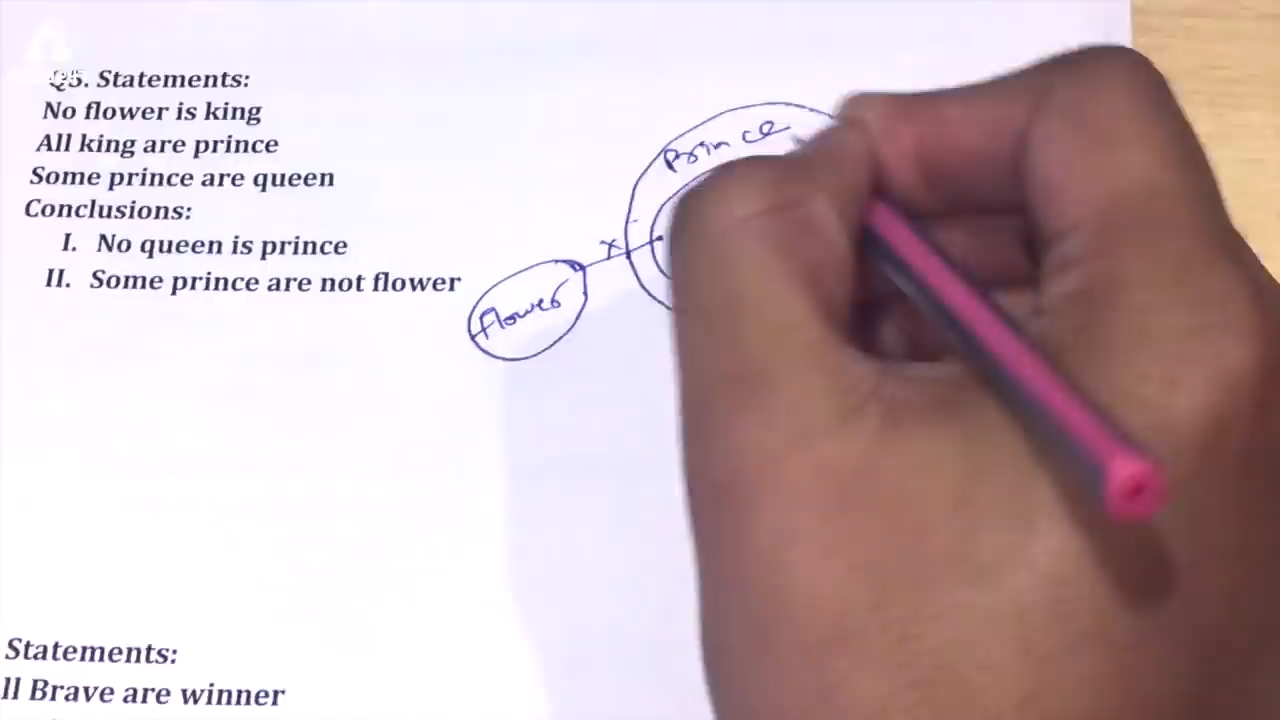 Q5. Statements:
No flower is king
All king are prince
Some prince are queen
Conclusions:
I. No queen is prince
II. Some prince are not flower
Prince
x
flower
Statements:
ll Brave are winner